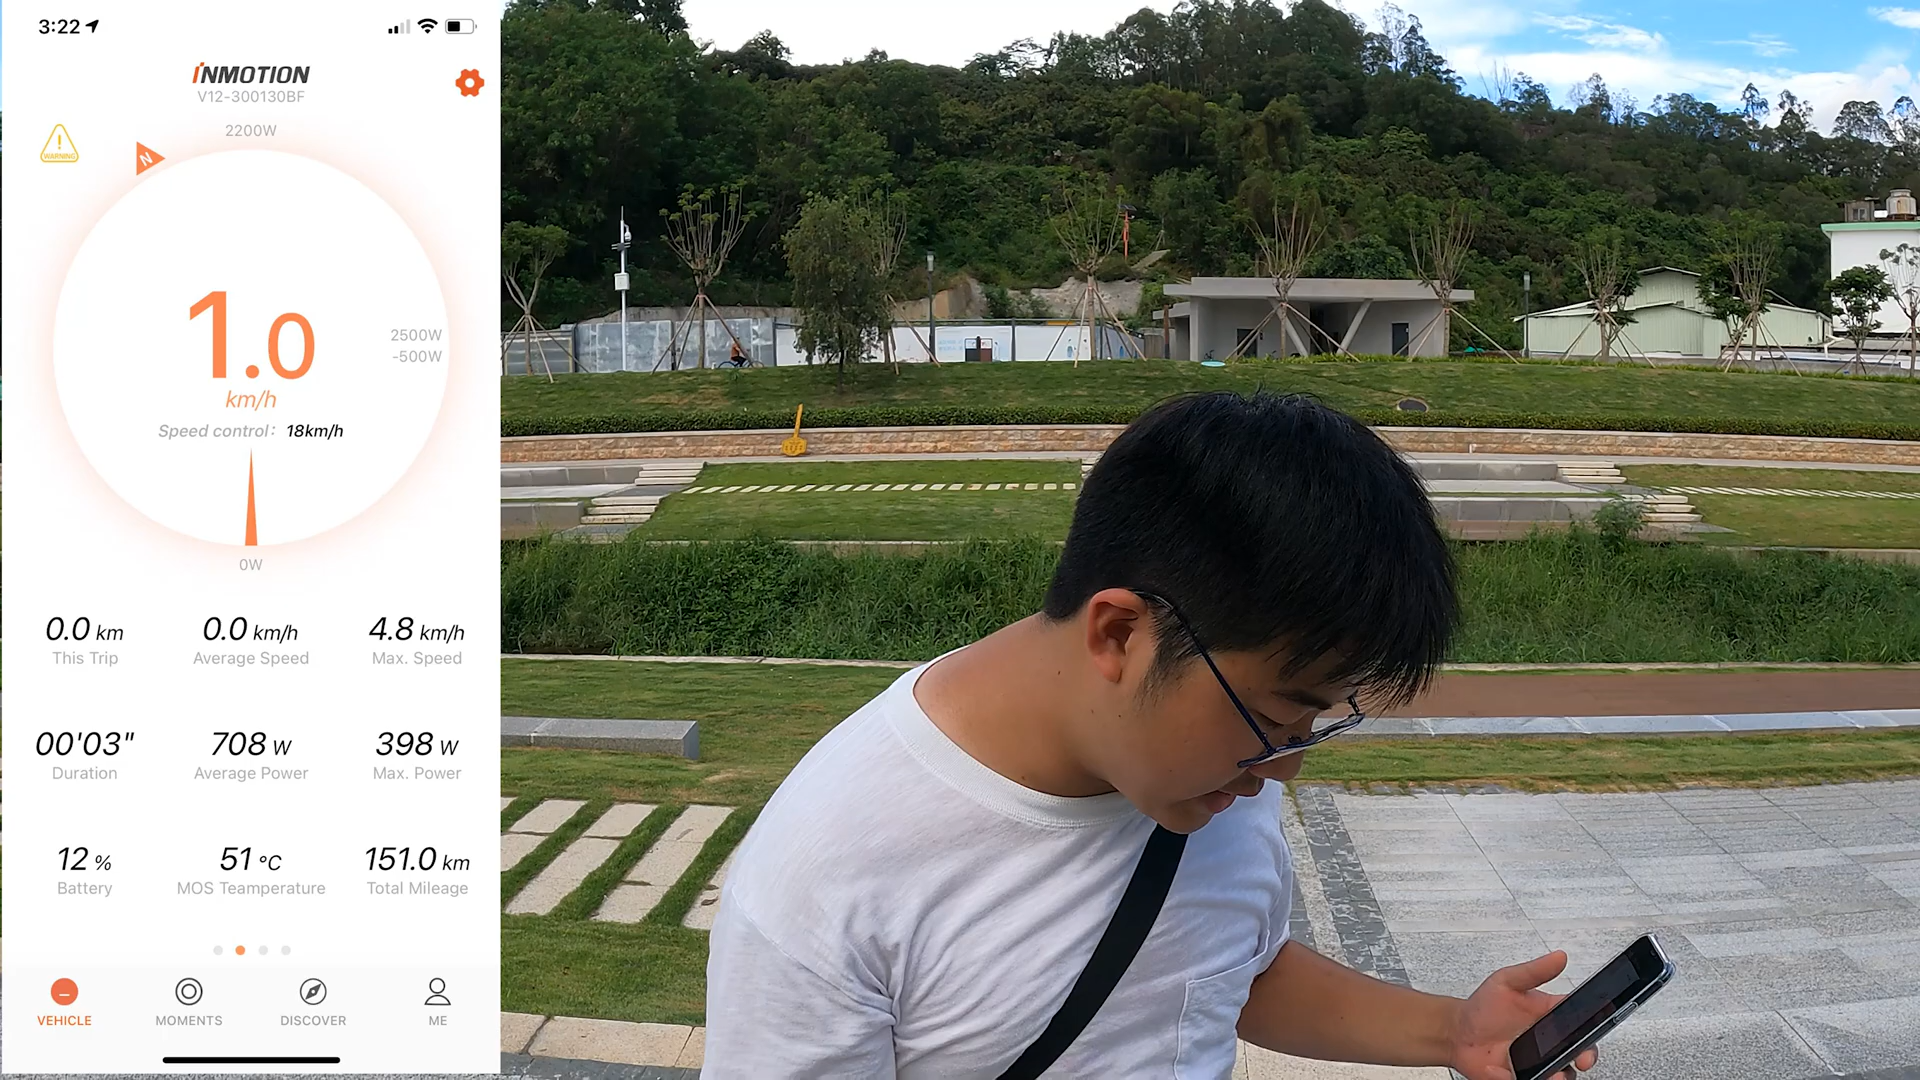 3:22
INMOTION
V12-300130BF
2200W
WARNING
N
1.0
km/h
2500W
-500W
Speed control: 18km/h
0W
0.0 km
This Trip
0.0 km/h
Average Speed
4.8 km/h
Max. Speed
00'03"
Duration
708 W
Average Power
398 W
Max. Power
12 %
Battery
51 °C
MOS Teamperature
151.0 km
Total Mileage
VEHICLE
MOMENTS
DISCOVER
ME